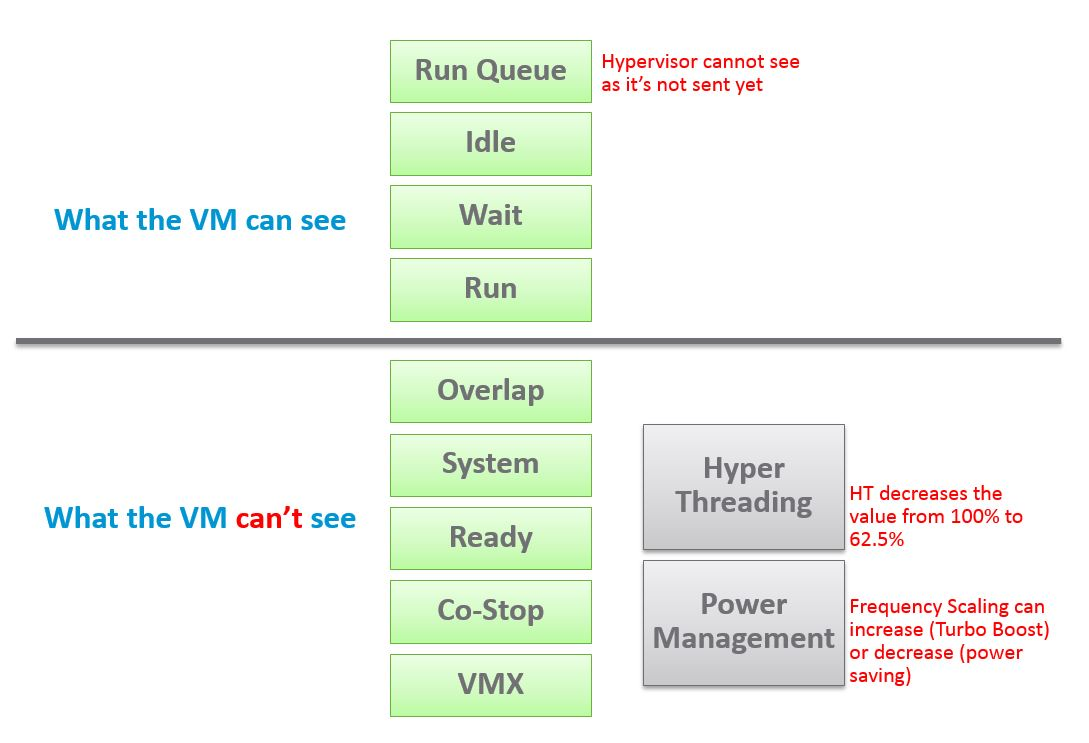 Run Queue
Hypervisor cannot see
as it’s not sent yet
Idle
What the VM can see
Wait
Run
Overlap
System
What the VM can’t see
Ready
Co-Stop
VMX
Hyper
Threading
HT decreases the
value from 100% to
62.5%
Power
Management
Frequency Scaling can
increase (Turbo Boost)
or decrease (power
saving)